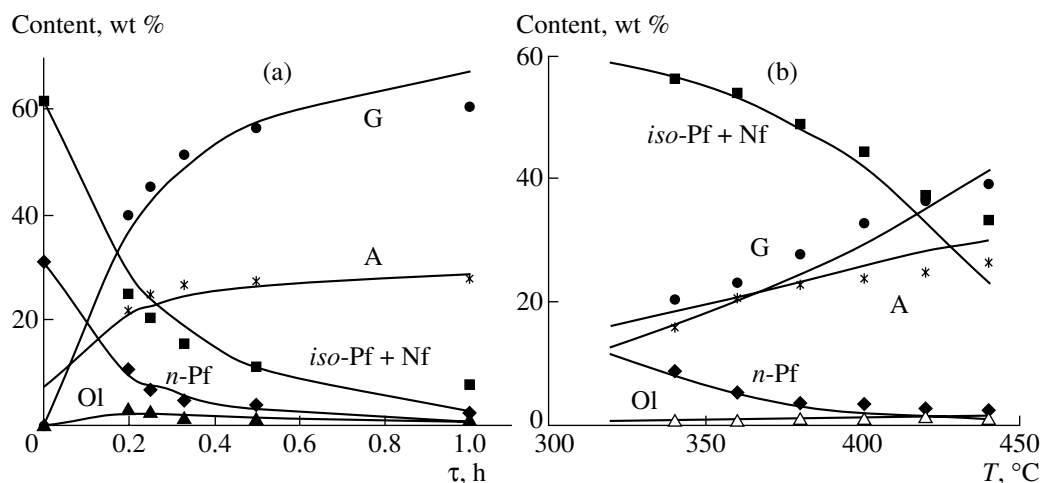 Content, wt %
(a)
G
A
iso-Pf + Nf
n-Pf
Ol
60
40
20
0
0.2
0.4
0.6
0.8
1.0
τ, h
Content, wt %
(b)
iso-Pf + Nf
G
A
n-Pf
Ol
60
40
20
0
300
350
400
450
T, °C